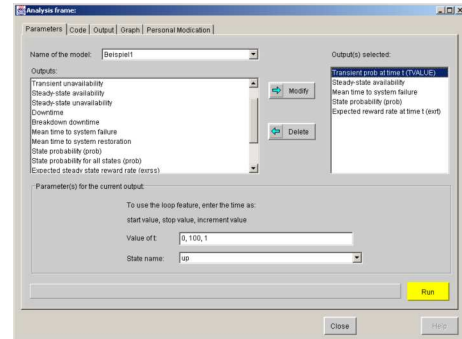 Analysis frame:
Parameters Code Output Graph Personal Modication
Name of the model: Beispiel1
Output(s) selected:
Outputs:
Transient unavailability
Steady-state availability
Steady-state unavailability
Downtime
Breakdown downtime
Mean time to system failure
Mean time to system restoration
State probability (prob)
State probability for all states (prob)
Expected steady state reward rate (exrss)
Modify
Delete
Transient prob at time t (TVALUE)
Steady-state availability
Mean time to system failure
State probability (prob)
Expected reward rate at time t (exrt)
Parameter(s) for the current output:
To use the loop feature, enter the time as:
start value, stop value, increment value
Value of t: 0, 100, 1
State name: up
Run
Close Help